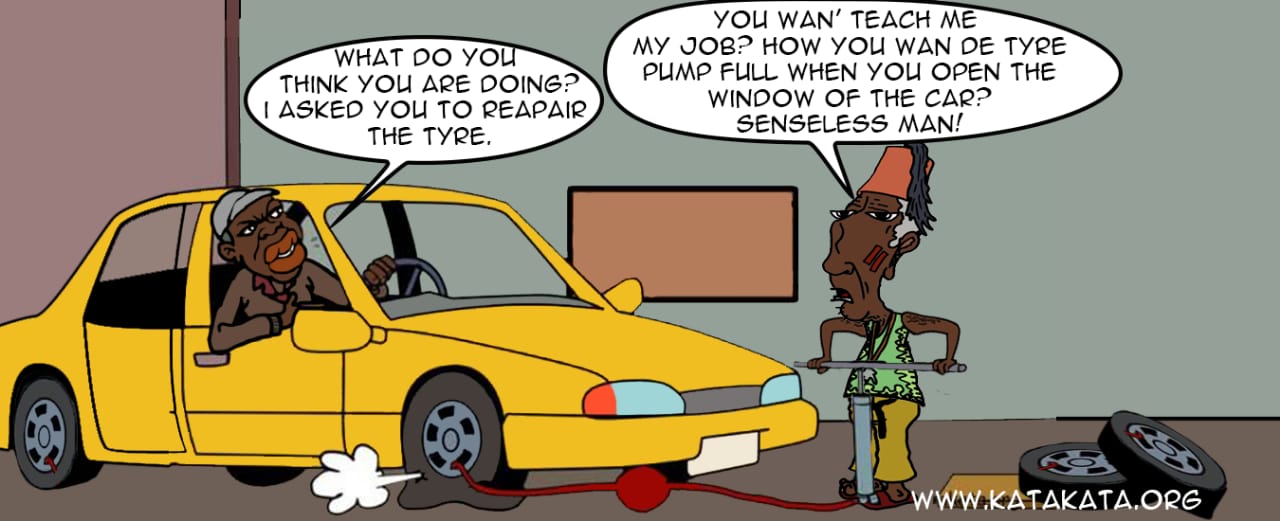 WHAT DO YOU
THINK YOU ARE DOING?
I ASKED YOU TO REAPAIR
THE TYRE.
YOU WAN' TEACH ME
MY JOB? HOW YOU WAN DE TYRE
PUMP FULL WHEN YOU OPEN THE
WINDOW OF THE CAR?
SENSELESS MAN!
WWW.KATAKATA.ORG